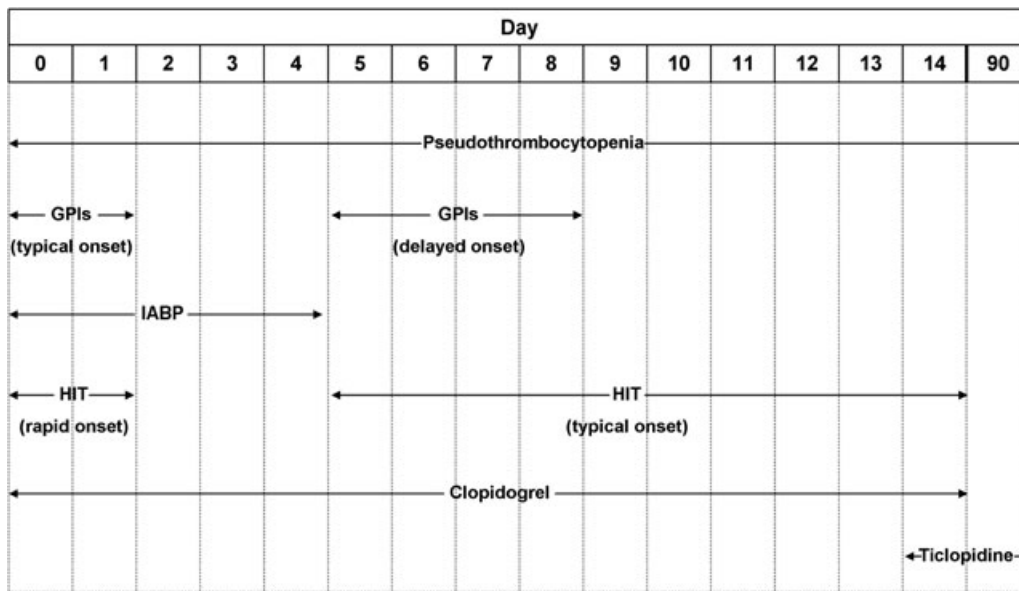 Day
0 1 2 3 4 5 6 7 8 9 10 11 12 13 14 90
Pseudothrombocytopenia
GPIs GPIs
(typical onset) (delayed onset)
IABP
HIT HIT
(rapid onset) (typical onset)
Clopidogrel
Ticlopidine